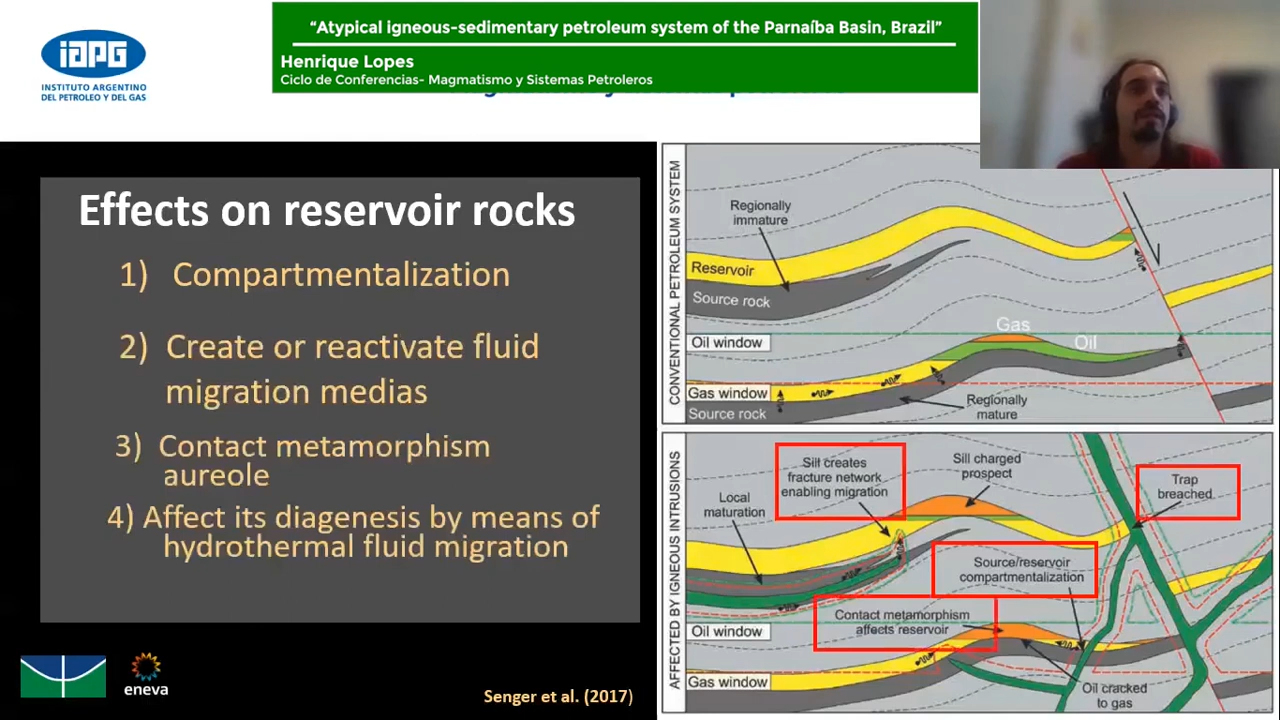 iAPG
INSTITUTO ARGENTINO
DEL PETROLEO Y DEL GAS
“Atypical igneous-sedimentary petroleum system of the Parnaíba Basin, Brazil”
Henrique Lopes
Ciclo de Conferencias- Magmatismo y Sistemas Petroleros
Effects on reservoir rocks
1) Compartmentalization
2) Create or reactivate fluid
migration medias
3) Contact metamorphism
aureole
4) Affect its diagenesis by means of
hydrothermal fluid migration
eneva
Senger et al. (2017)
CONVENTIONAL PETROLEUM SYSTEM
Regionally
immature
Reservoir
Source rock
Gas
Oil window
Oil
Gas window
Source rock
Regionally
mature
AFFECTED BY IGNEOUS INTRUSIONS
Sill creates
fracture network
enabling migration
Sill charged
prospect
Trap
breached
Local
maturation
Source/reservoir
compartmentalization
Contact metamorphism
affects reservoir
Oil window
Gas window
Oil cracked
to gas